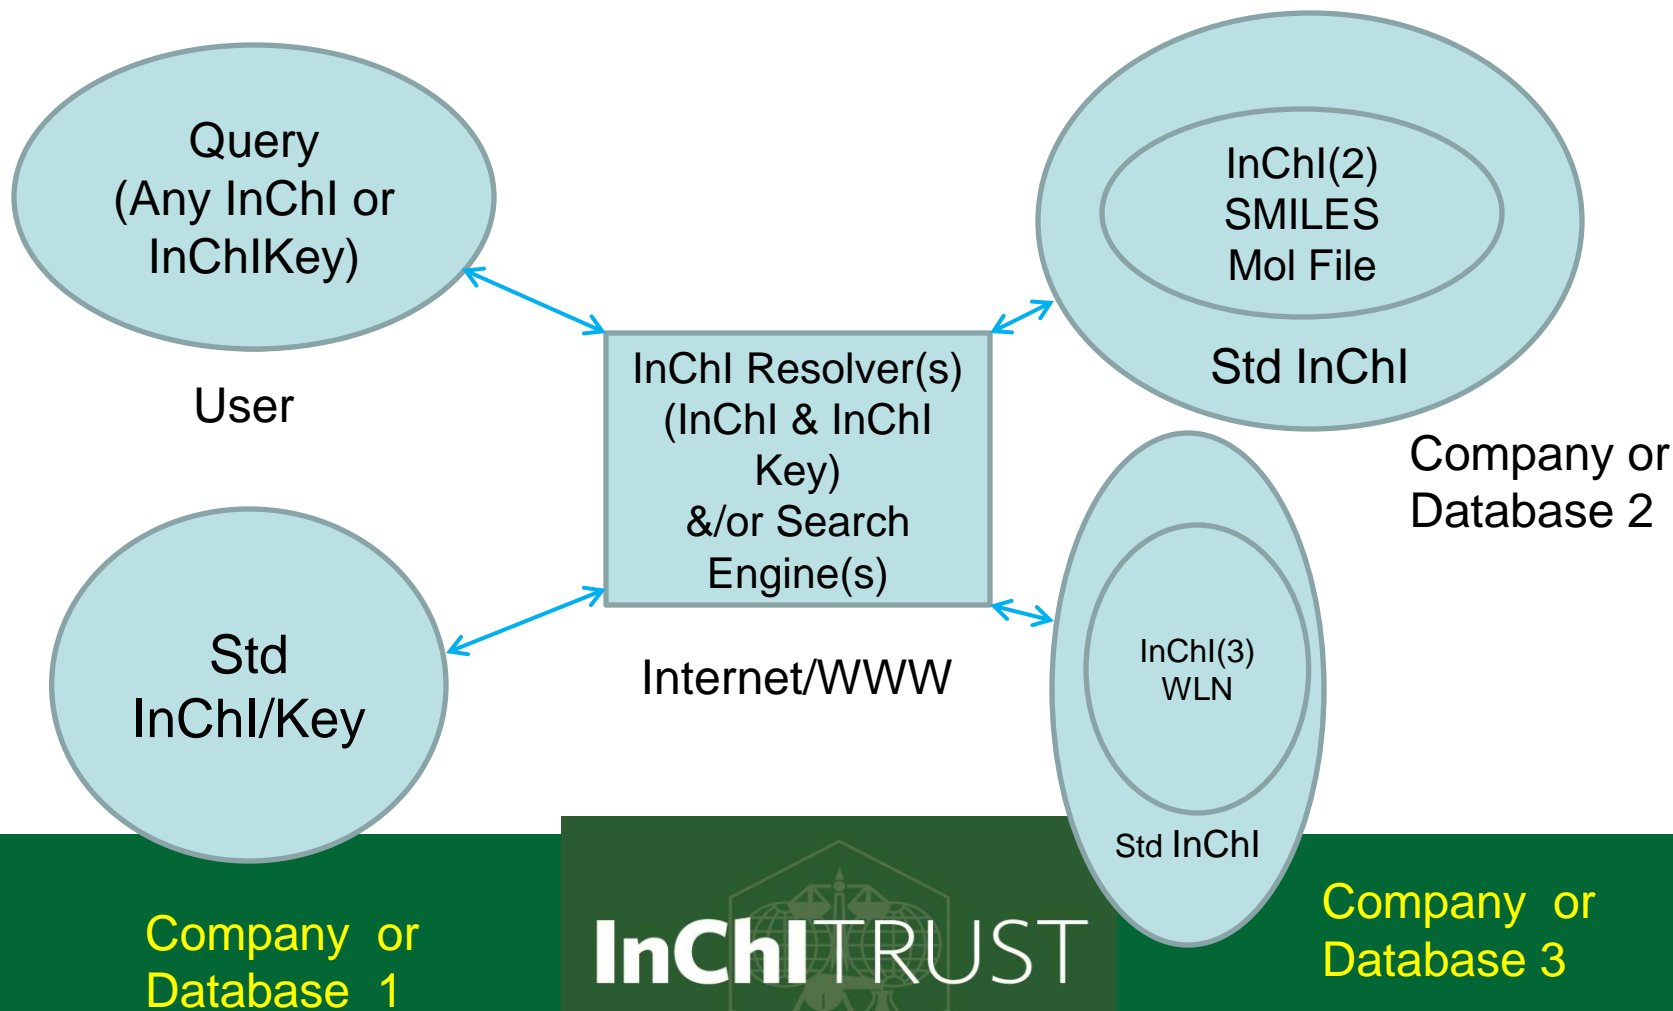 Query
(Any InChI or
InChIKey)
User
InChI(2)
SMILES
Mol File
Std InChI
Company or
Database 2
InChI Resolver(s)
(InChI & InChI
Key)
&/or Search
Engine(s)
Internet/WWW
Std
InChI/Key
Company or
Database 1
InChI(3)
WLN
Std InChI
Company or
Database 3
InChITRUST